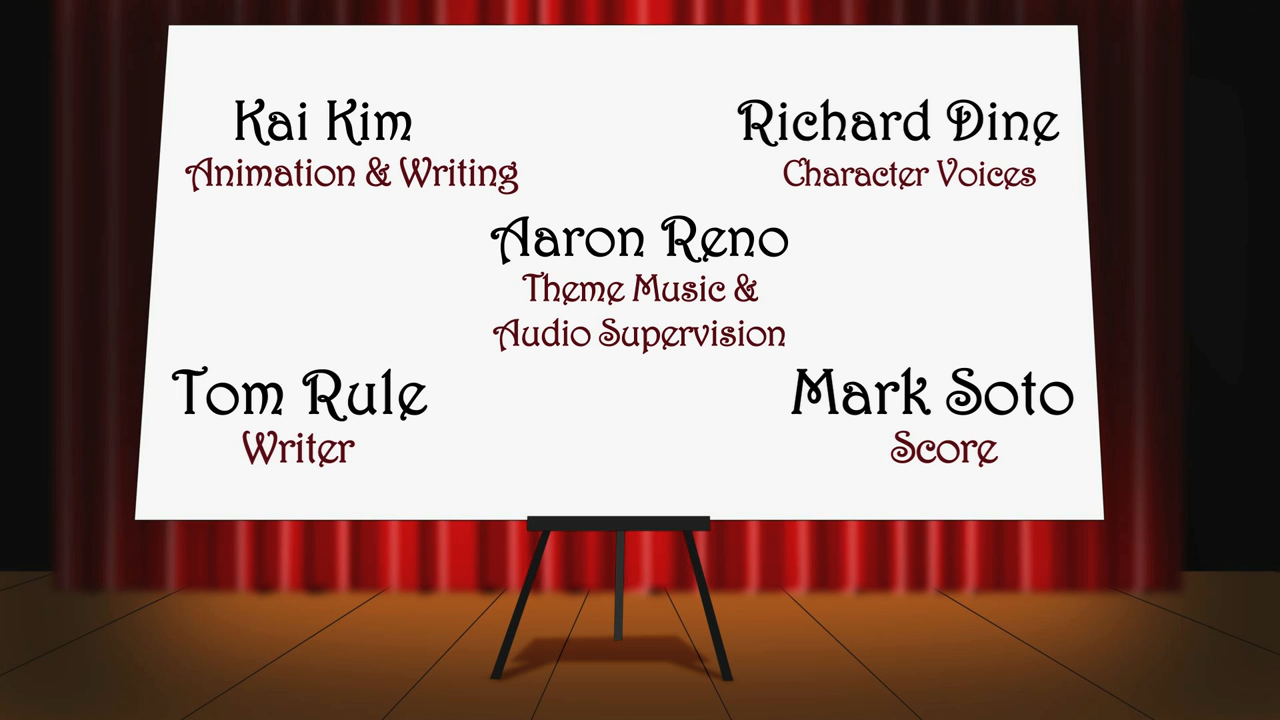 Kai Kim
Animation & Writing
Richard Dine
Character Voices
Aaron Reno
Theme Music &
Audio Supervision
Tom Rule
Writer
Mark Soto
Score